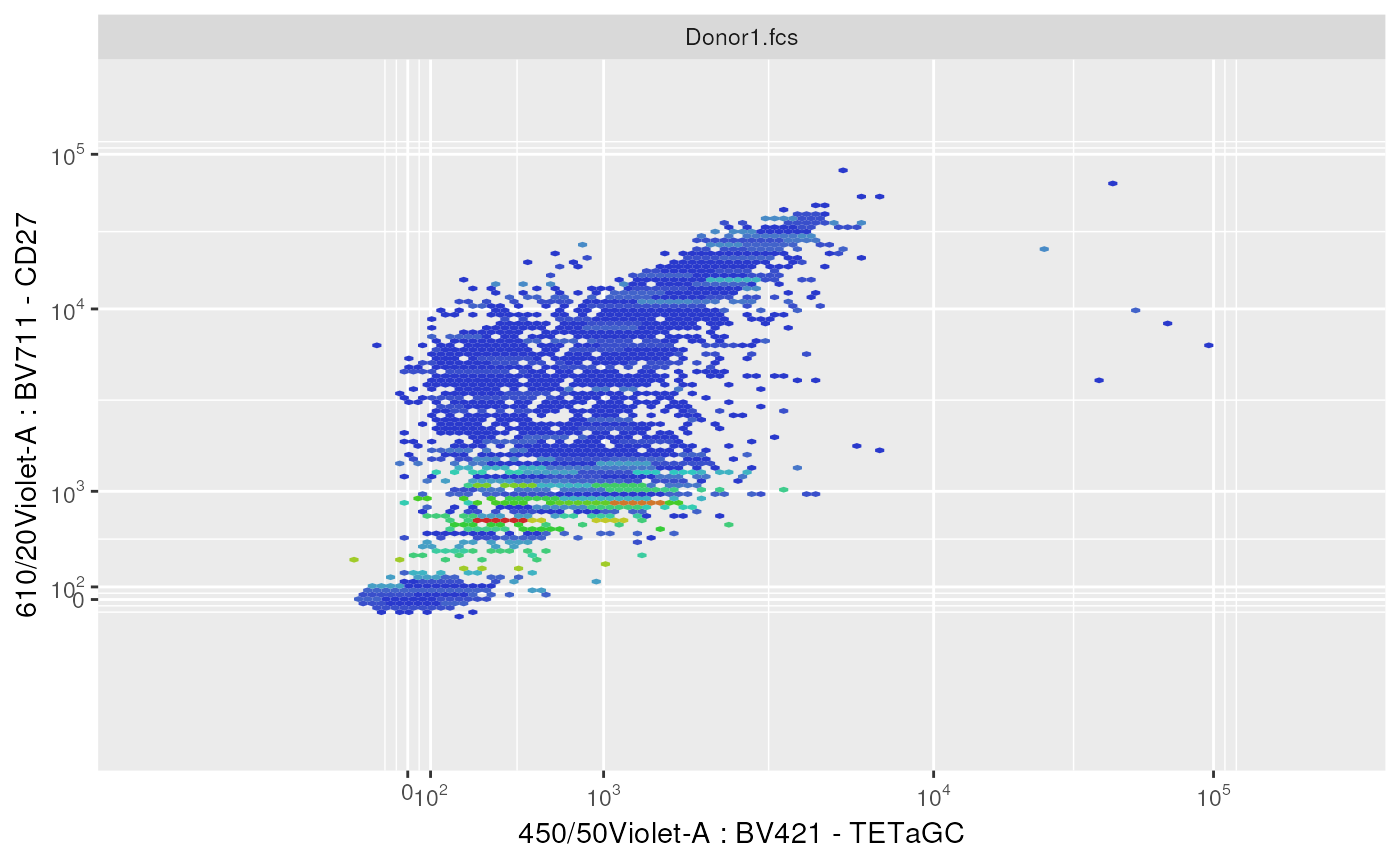 Donor1.fcs
610/20Violet-A : BV711 - CD27
10⁵
10⁴
10³
10²
0
0 10² 10³ 10⁴ 10⁵
450/50Violet-A : BV421 - TETaGC